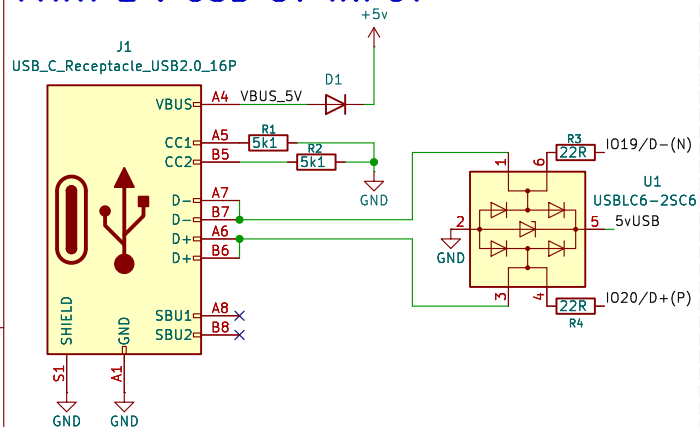 +5v
J1
USB_C_Receptacle_USB2.0_16P
D1
VBUS
A4
VBUS_5V
CC1
A5
R1
5k1
CC2
B5
R2
5k1
GND
D-
A7
D-
B7
D+
A6
D+
B6
SBU1
A8
SBU2
B8
SHIELD
GND
S1
A1
GND
GND
1
6
R3
22R
IO19/D-(N)
U1
USBLC6-2SC6
2
5
5vUSB
GND
3
4
22R
R4
IO20/D+(P)